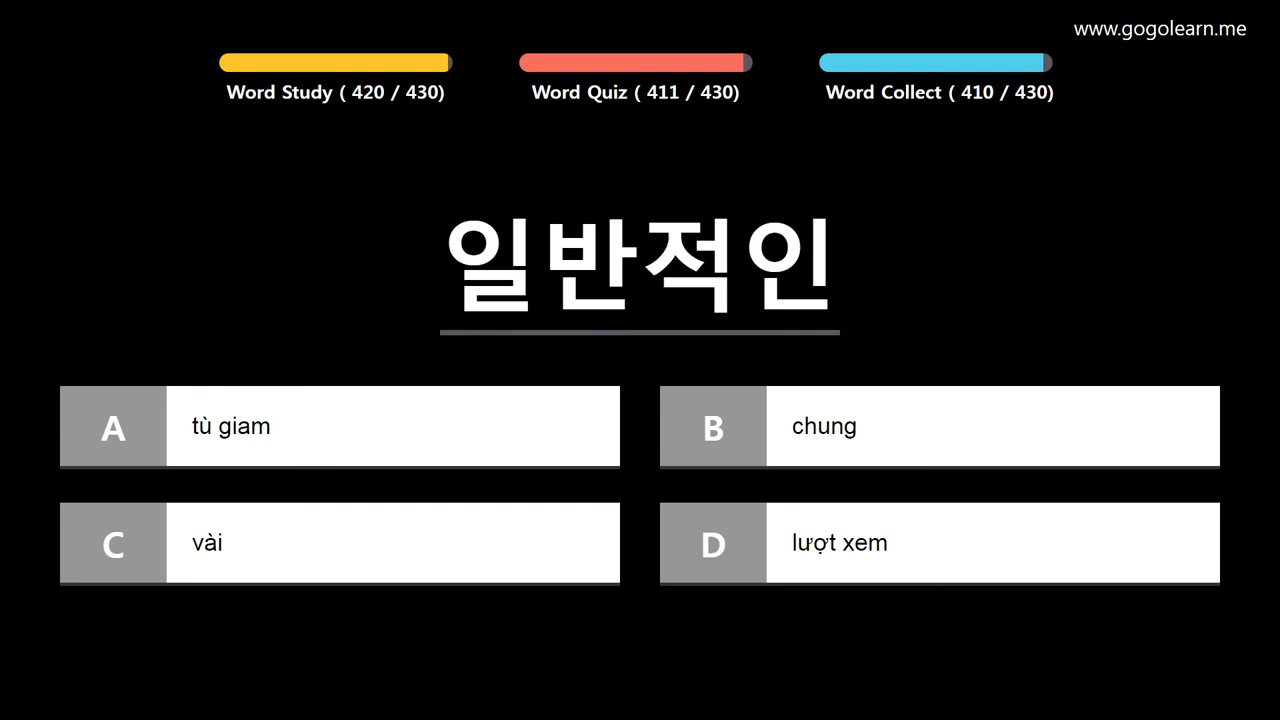 www.gogolearn.me
Word Study ( 420 / 430)
Word Quiz ( 411 / 430)
Word Collect ( 410 / 430)
일반적인
A tù giam
B chung
C vài
D lượt xem